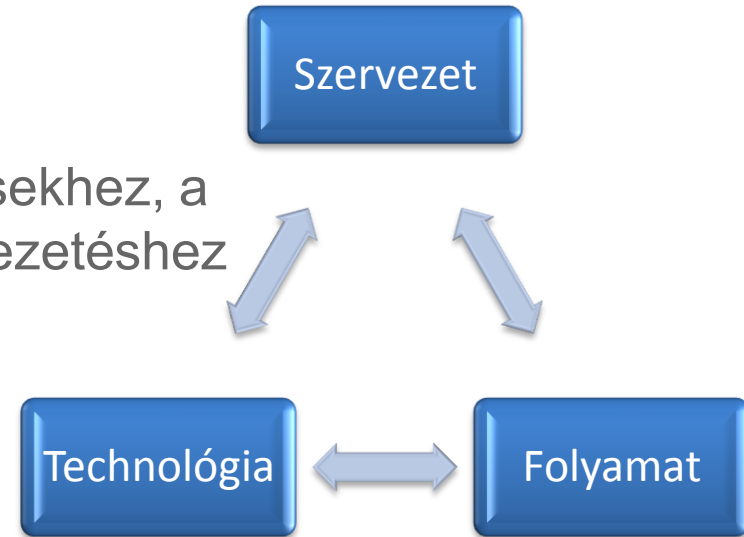 Szervezet
sekhez, a
ezetéshez
Technológia
Folyamat